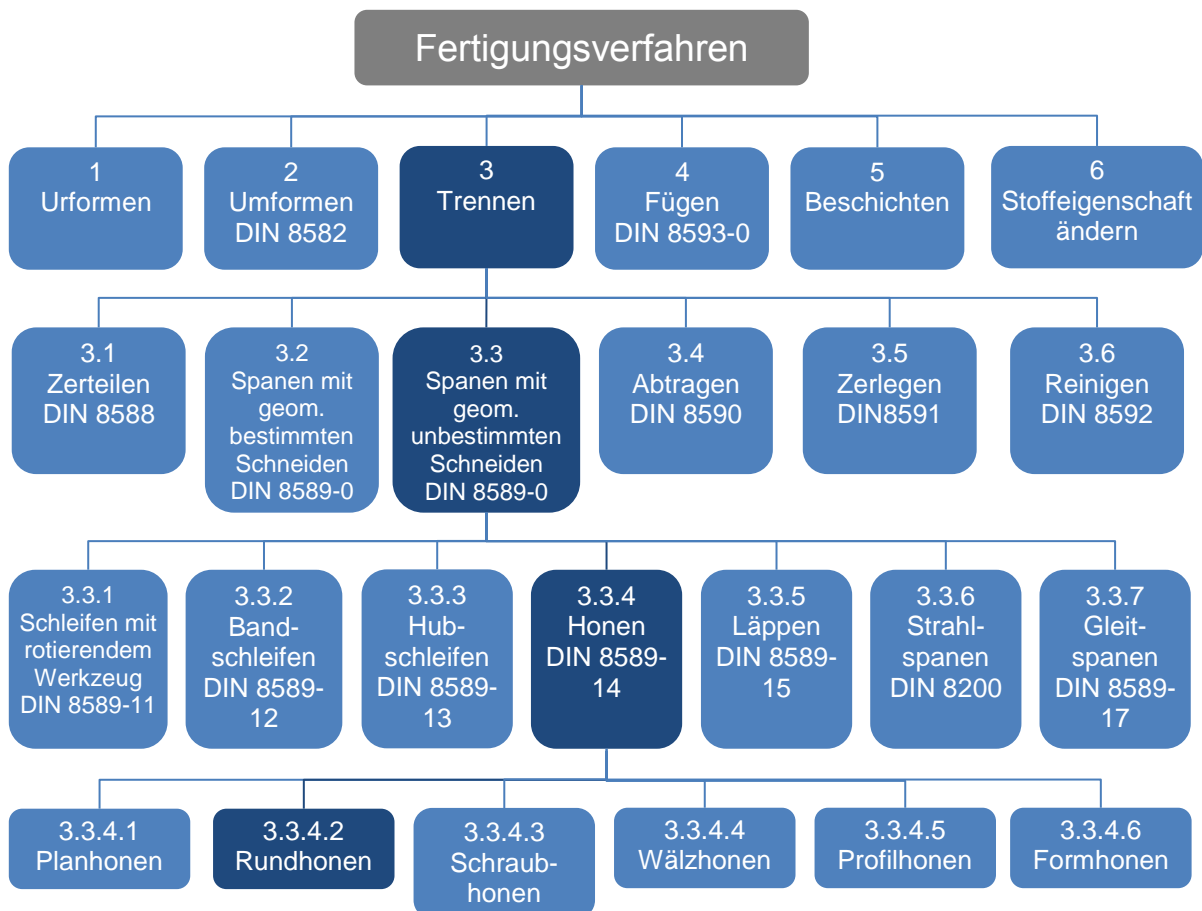 Fertigungsverfahren
1
Urformen
2
Umformen
DIN 8582
3
Trennen
4
Fügen
DIN 8593-0
5
Beschichten
6
Stoffeigenschaft
ändern
3.1
Zerteilen
DIN 8588
3.2
Spanen mit
geom.
bestimmten
Schneiden
DIN 8589-0
3.3
Spanen mit
geom.
unbestimmten
Schneiden
DIN 8589-0
3.4
Abtragen
DIN 8590
3.5
Zerlegen
DIN8591
3.6
Reinigen
DIN 8592
3.3.1
Schleifen mit
rotierendem
Werkzeug
DIN 8589-11
3.3.2
Band-
schleifen
DIN 8589-
12
3.3.3
Hub-
schleifen
DIN 8589-
13
3.3.4
Honen
DIN 8589-
14
3.3.5
Läppen
DIN 8589-
15
3.3.6
Strahl-
spanen
DIN 8200
3.3.7
Gleit-
spanen
DIN 8589-
17
3.3.4.1
Planhonen
3.3.4.2
Rundhonen
3.3.4.3
Schraub-
honen
3.3.4.4
Wälzhonen
3.3.4.5
Profilhonen
3.3.4.6
Formhonen